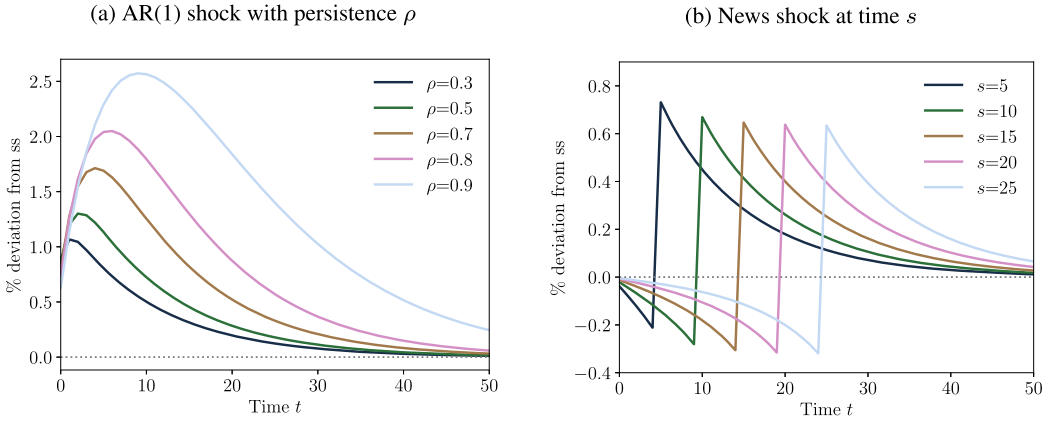 (a) AR(1) shock with persistence ρ
% deviation from ss
2.5
2.0
1.5
1.0
0.5
0.0
ρ=0.3
ρ=0.5
ρ=0.7
ρ=0.8
ρ=0.9
0 10 20 30 40 50
Time t
(b) News shock at time s
% deviation from ss
0.8
0.6
0.4
0.2
0.0
−0.2
−0.4
s=5
s=10
s=15
s=20
s=25
0 10 20 30 40 50
Time t